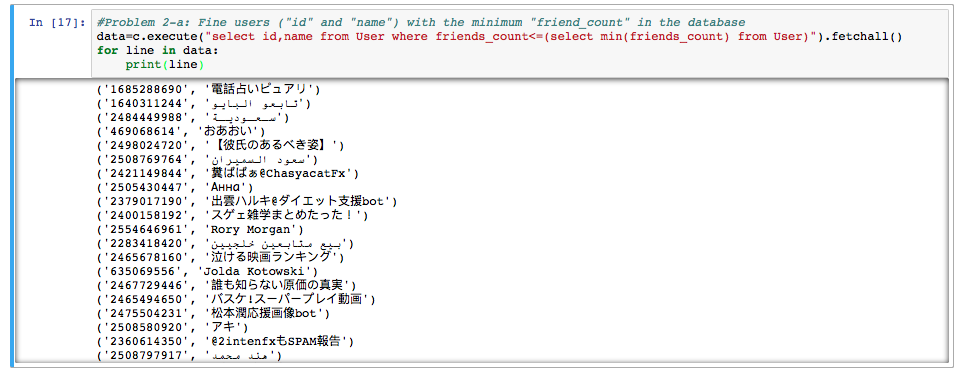 In [17]: #Problem 2-a: Fine users ("id" and "name") with the minimum "friend_count" in the database
data=c.execute("select id,name from User where friends_count<=(select min(friends_count) from User)").fetchall()
for line in data:
    print(line)
('1685288690', '電話占いピュアリ')
('1640311244', 'تابعو البايو')
('2484449988', 'سـعـوديـة')
('469068614', 'おあおい')
('2498024720', '【彼氏のあるべき姿】')
('2508769764', 'سعود السميران')
('2421149844', '糞ばばぁ@ChasyacatFx')
('2505430447', 'Анна')
('2379017190', '出雲ハルキ@ダイエット支援bot')
('2400158192', 'スゲェ雑学まとめたった！')
('2554646961', 'Rory Morgan')
('2283418420', 'بيع متابعين خلجيين')
('2465678160', '泣ける映画ランキング')
('635069556', 'Jolda Kotowski')
('2467729446', '誰も知らない原価の真実')
('2465494650', 'バスケ!スーパープレイ動画')
('2475504231', '松本潤応援画像bot')
('2508580920', 'アキ')
('2360614350', '@2intenfxもSPAM報告')
('2508797917', 'هند محمد')